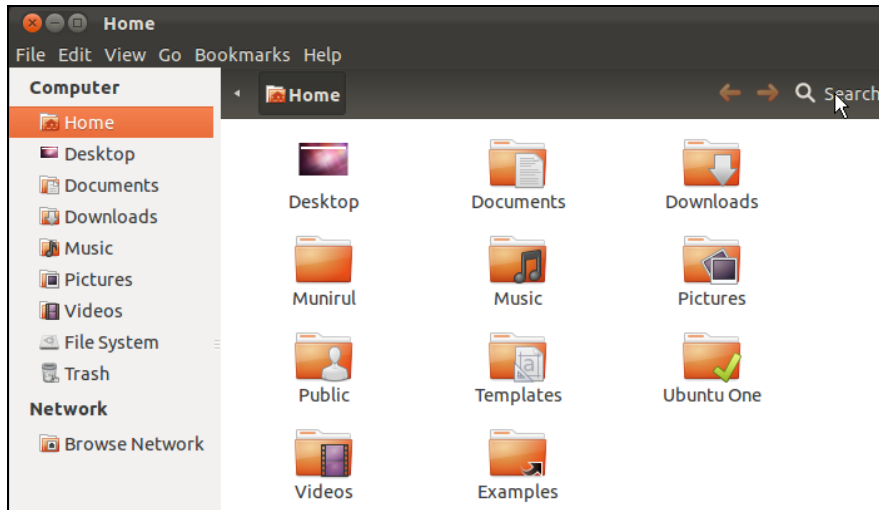 Home
File Edit View Go Bookmarks Help
Computer
Home
Desktop
Documents
Downloads
Music
Pictures
Videos
File System
Trash
Network
Browse Network
Home Search
Desktop Documents Downloads
Munirul Music Pictures
Public Templates Ubuntu One
Videos Examples